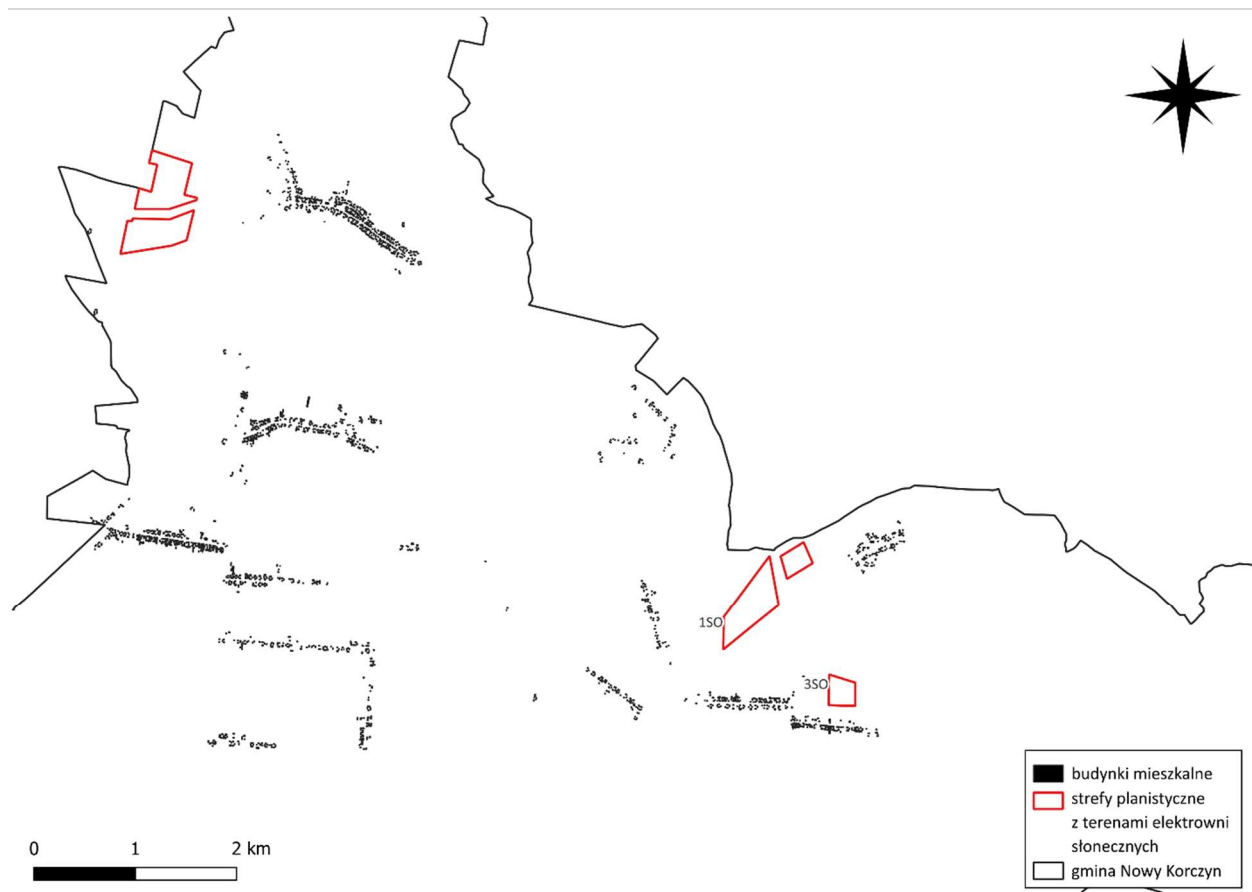 1SO
3SO
budynki mieszkalne
strefy planistyczne
z terenami elektrowni
słonecznych
gmina Nowy Korczyn
0 1 2 km